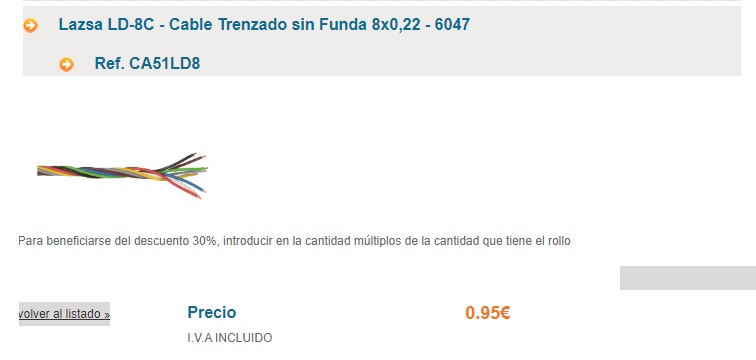 Lazsa LD-8C - Cable Trenzado sin Funda 8x0,22 - 6047
Ref. CA51LD8
Para beneficiarse del descuento 30%, introducir en la cantidad múltiplos de la cantidad que tiene el rollo
volver al listado »
Precio
0.95€
I.V.A INCLUIDO